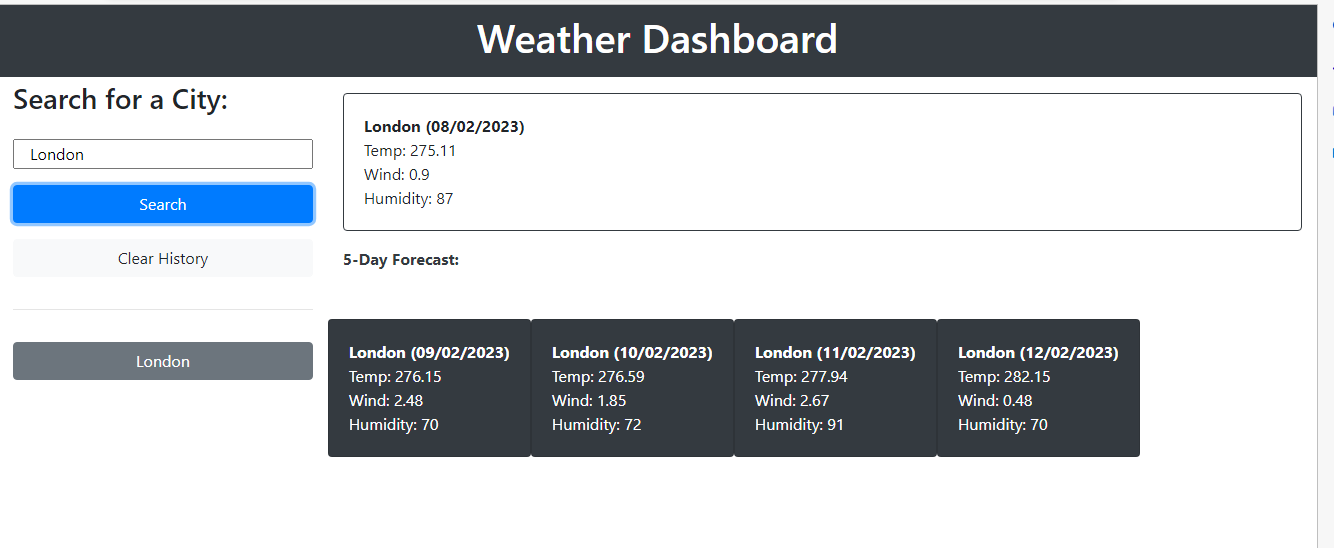 Weather Dashboard
Search for a City:
London
Search
Clear History
London
London (08/02/2023)
Temp: 275.11
Wind: 0.9
Humidity: 87
5-Day Forecast:
London (09/02/2023)
Temp: 276.15
Wind: 2.48
Humidity: 70
London (10/02/2023)
Temp: 276.59
Wind: 1.85
Humidity: 72
London (11/02/2023)
Temp: 277.94
Wind: 2.67
Humidity: 91
London (12/02/2023)
Temp: 282.15
Wind: 0.48
Humidity: 70